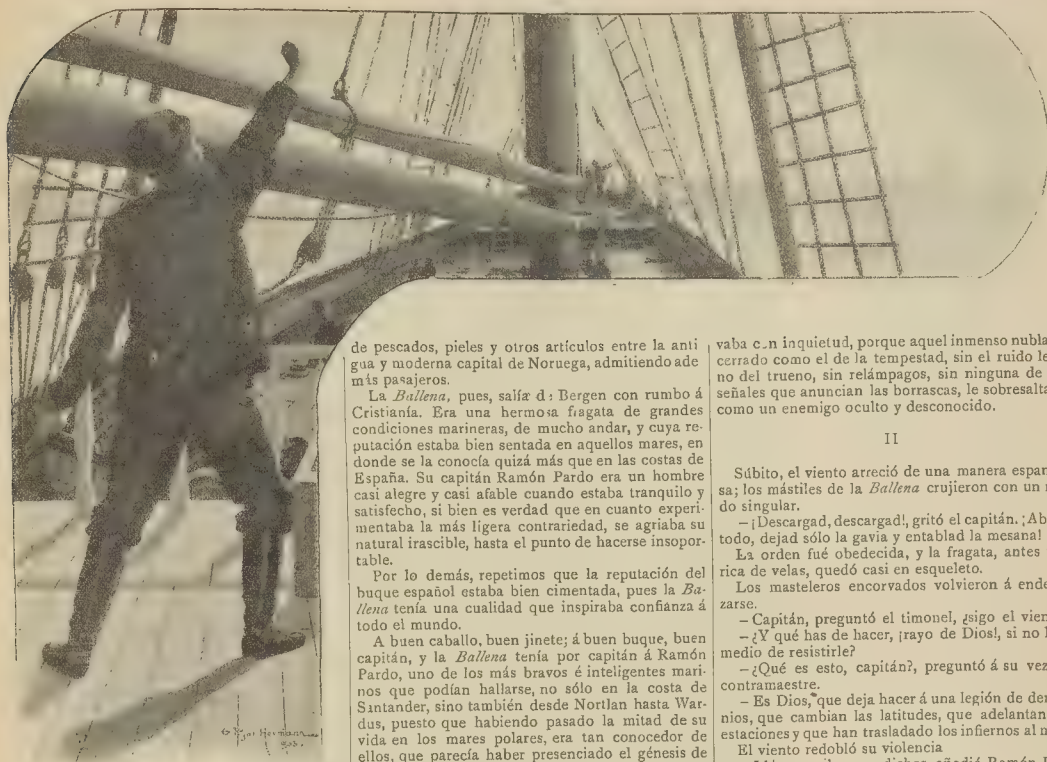 de pescados, pieles y otros artículos entre la anti
gua y moderna capital de Noruega, admitiendo ade
más pasajeros.
La Ballena, pues, salía de Bergen con rumbo á
Cristianía. Era una hermosa fragata de grandes
condiciones marineras, de mucho andar, y cuya re-
putación estaba bien sentada en aquellos mares, en
donde se la conocía quizá más que en las costas de
España. Su capitán Ramón Pardo era un hombre
casi alegre y casi afable cuando estaba tranquilo y
satisfecho, si bien es verdad que en cuanto experi-
mentaba la más ligera contrariedad, se agriaba su
natural irascible, hasta el punto de hacerse insopor-
table.
Por lo demás, repetimos que la reputación del
buque español estaba bien cimentada, pues la Ba-
llena tenía una cualidad que inspiraba confianza á
todo el mundo.
A buen caballo, buen jinete; á buen buque, buen
capitán, y la Ballena tenía por capitán á Ramón
Pardo, uno de los más bravos é inteligentes mari-
nos que podían hallarse, no sólo en la costa de
Santander, sino también desde Nortlan hasta War-
dus, puesto que habiendo pasado la mitad de su
vida en los mares polares, era tan conocedor de
ellos, que parecía haber presenciado el génesis de
vaba con inquietud, porque aquel inmenso nubla
cerrado como el de la tempestad, sin el ruido le
no del trueno, sin relámpagos, sin ninguna de
señales que anuncian las borrascas, le sobresalta
como un enemigo oculto y desconocido.
II
Súbito, el viento arreció de una manera espan
sa; los mástiles de la Ballena crujieron con un
do singular.
– ¡Descargad, descargad!, gritó el capitán. ¡Ab
todo, dejad sólo la gavia y entablad la mesana!
La orden fué obedecida, y la fragata, antes
rica de velas, quedó casi en esqueleto.
Los masteleros encorvados volvieron á ende
zarse.
– Capitán, preguntó el timonel, ¿sigo el vien
– ¿Y qué has de hacer, ¡rayo de Dios!, si no
medio de resistirle?
– ¿Qué es esto, capitán?, preguntó á su vez
contramaestre.
– Es Dios, que deja hacer á una legión de de
nios, que cambian las latitudes, que adelantan
estaciones y que han trasladado los infiernos al
El viento redobló su violencia
añadió Ramón